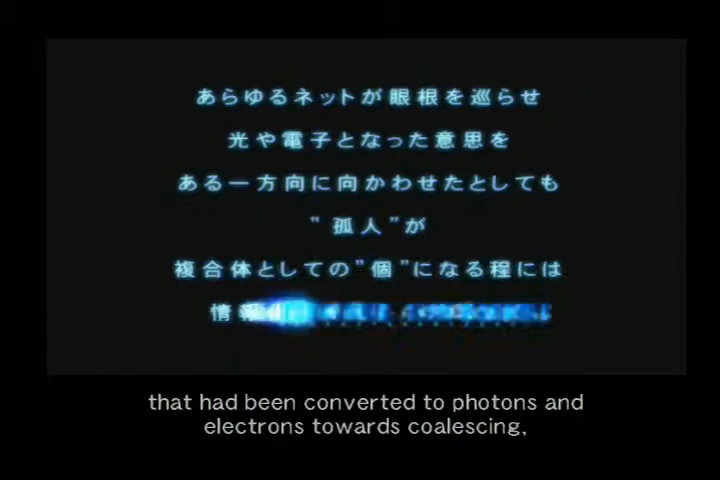 あらゆるネットが眼根を巡らせ
光や電子となった意思を
ある一方向に向かわせたとしても
"孤人"が
複合体としての"個"になる程には
情報
that had been converted to photons and
electrons towards coalescing,